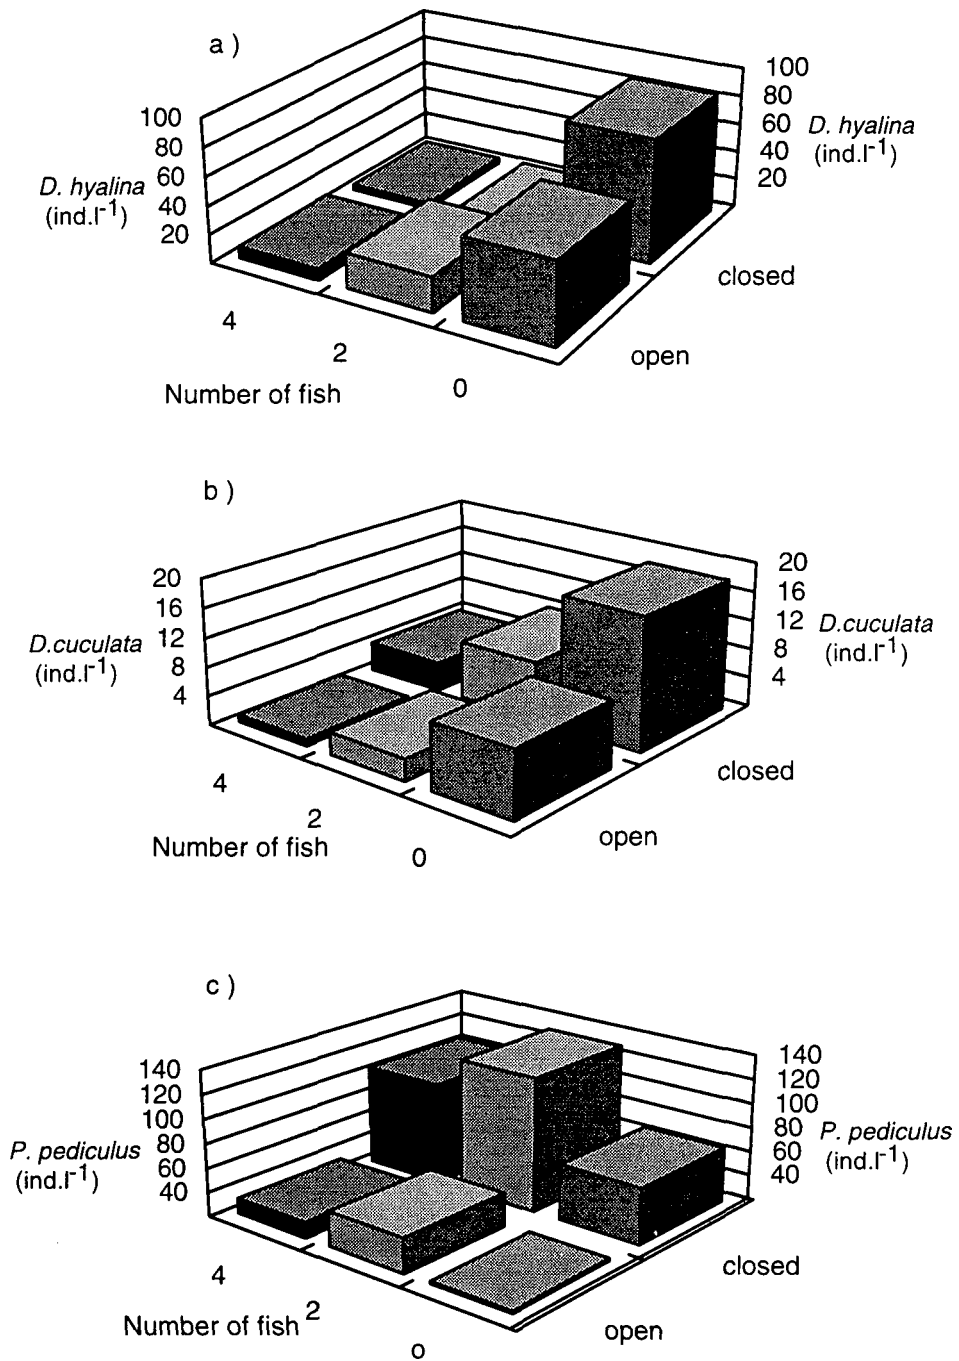 a )
100
80
60
40
20
D. hyalina
(ind.l-1)
100
80
60
40
20
D. hyalina
(ind.l-1)
closed
open
4
2
0
Number of fish
b )
20
16
12
8
4
D.cuculata
(ind.l-1)
20
16
12
8
4
D.cuculata
(ind.l-1)
closed
open
4
2
0
Number of fish
c )
140
120
100
80
60
40
P. pediculus
(ind.l-1)
140
120
100
80
60
40
P. pediculus
(ind.l-1)
closed
open
4
2
o
Number of fish